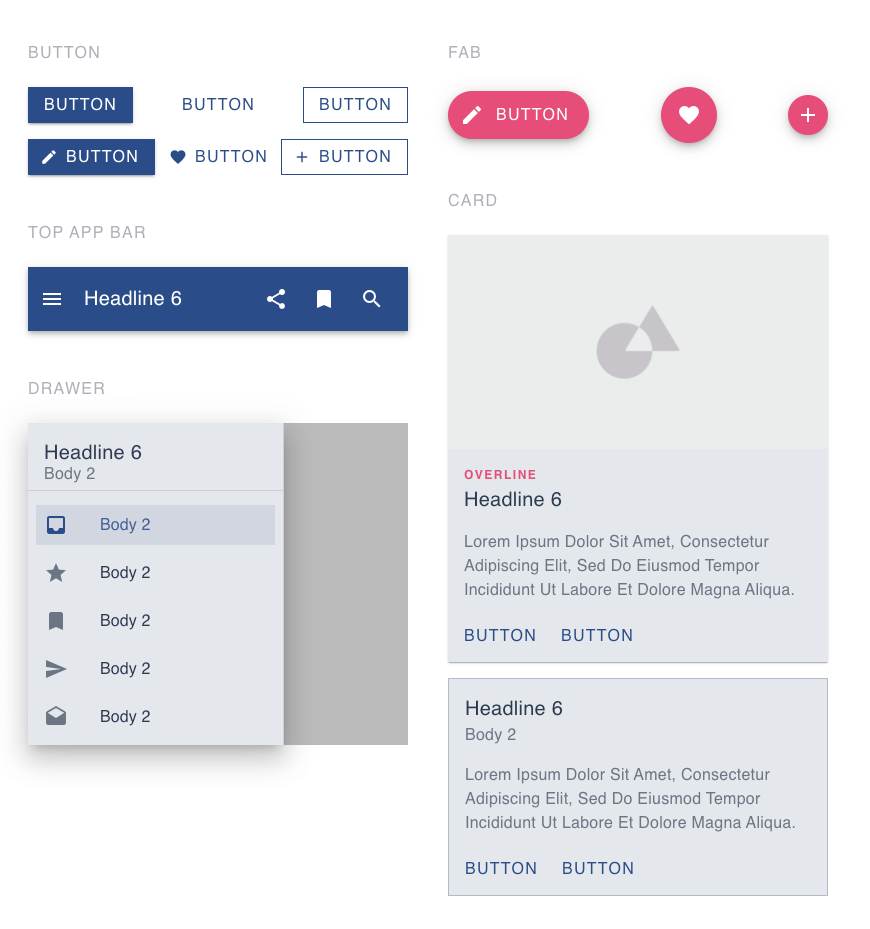 BUTTON
BUTTON
BUTTON
BUTTON
BUTTON
BUTTON
BUTTON
TOP APP BAR
Headline 6
DRAWER
Headline 6
Body 2
Body 2
Body 2
Body 2
Body 2
Body 2
FAB
BUTTON
CARD
OVERLINE
Headline 6
Lorem Ipsum Dolor Sit Amet, Consectetur
Adipiscing Elit, Sed Do Eiusmod Tempor
Incididunt Ut Labore Et Dolore Magna Aliqua.
BUTTON BUTTON
Headline 6
Body 2
Lorem Ipsum Dolor Sit Amet, Consectetur
Adipiscing Elit, Sed Do Eiusmod Tempor
Incididunt Ut Labore Et Dolore Magna Aliqua.
BUTTON BUTTON